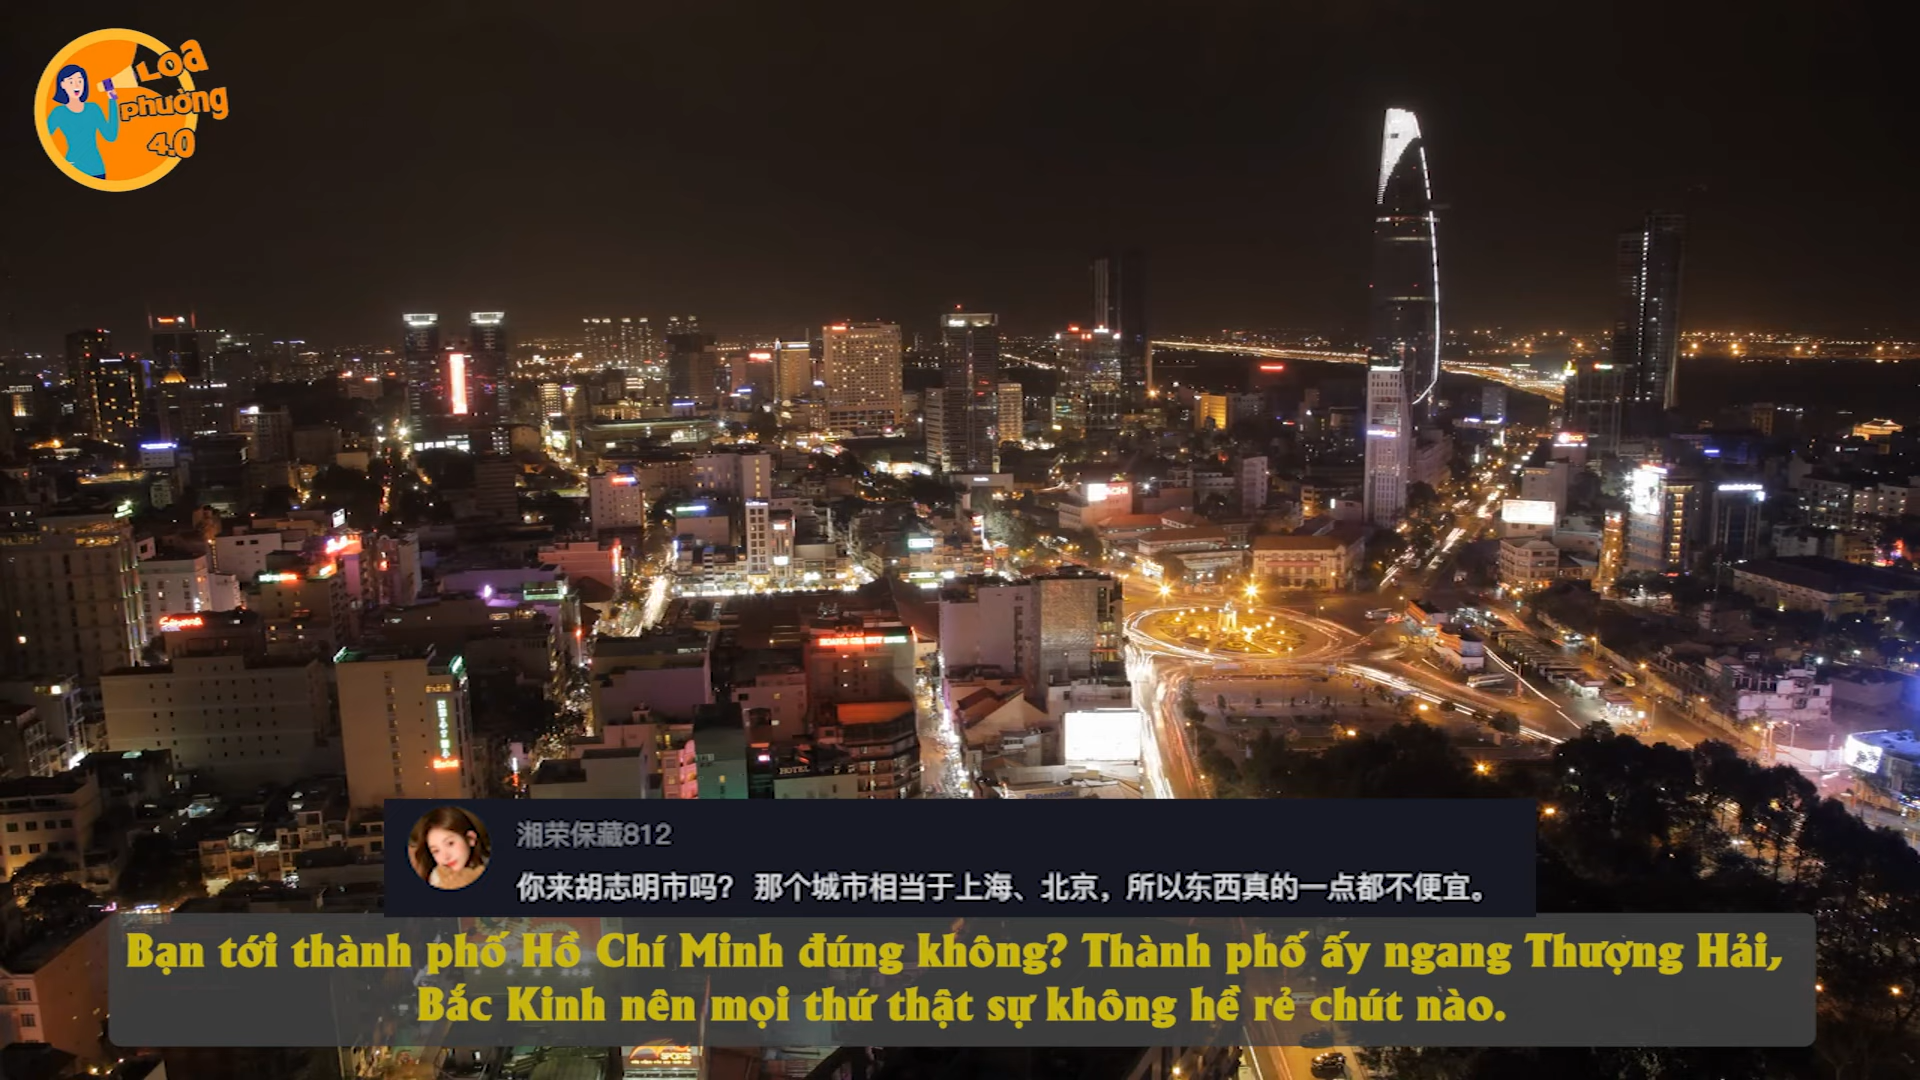 Loa
phường
4.0
HOTEL
湘荣保藏812
你来胡志明市吗? 那个城市相当于上海、北京，所以东西真的一点都不便宜。
Bạn tới thành phố Hồ Chí Minh đúng không? Thành phố ấy ngang Thượng Hải,
Bắc Kinh nên mọi thứ thật sự không hề rẻ chút nào.
SPORTS